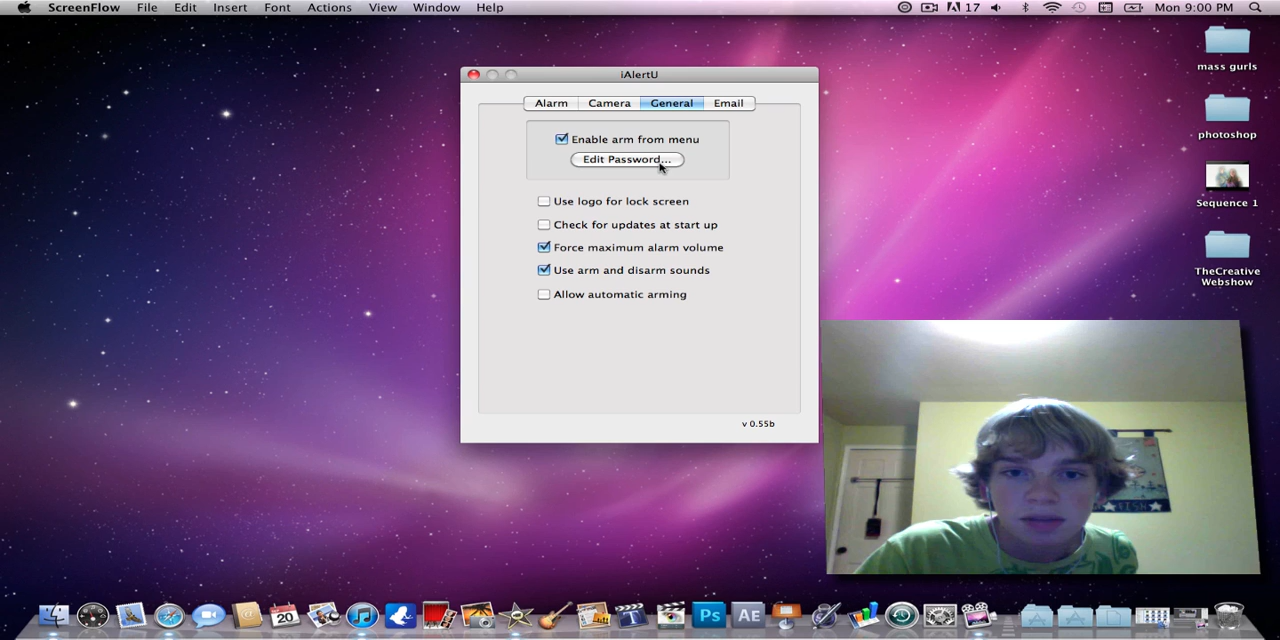 ScreenFlow File Edit Insert Font Actions View Window Help 17 Mon 9:00 PM
mass gurls
photoshop
Sequence 1
TheCreative
Webshow
iAlertU
Alarm Camera General Email
Enable arm from menu
Edit Password...
Use logo for lock screen
Check for updates at start up
Force maximum alarm volume
Use arm and disarm sounds
Allow automatic arming
v 0.55b
FISH
20
Ps
AE